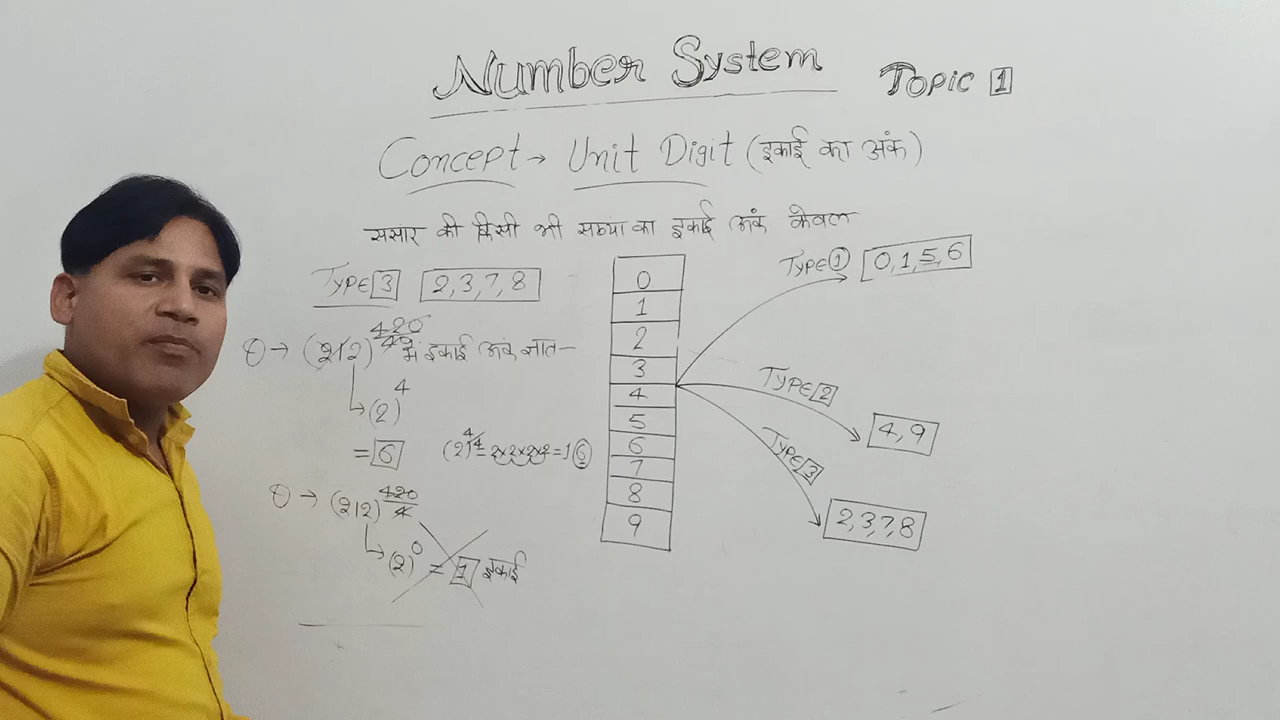 Number System
Topic 1
Concept → Unit Digit (इकाई का अंक)
संसार की किसी भी संख्या का इकाई अंक केवल
Type 3 2,3,7,8
Q → (212)^420/4 में इकाई अंक ज्ञात—
↳ (2)^4
= 6
(2)^4 = 2×2×2×2 = 16
Q → (212)^420/4
↳ (2)^0 = 1 इकाई
0
1
2
3
4
5
6
7
8
9
Type 1 0,1,5,6
Type 2 4,9
Type 3 2,3,7,8